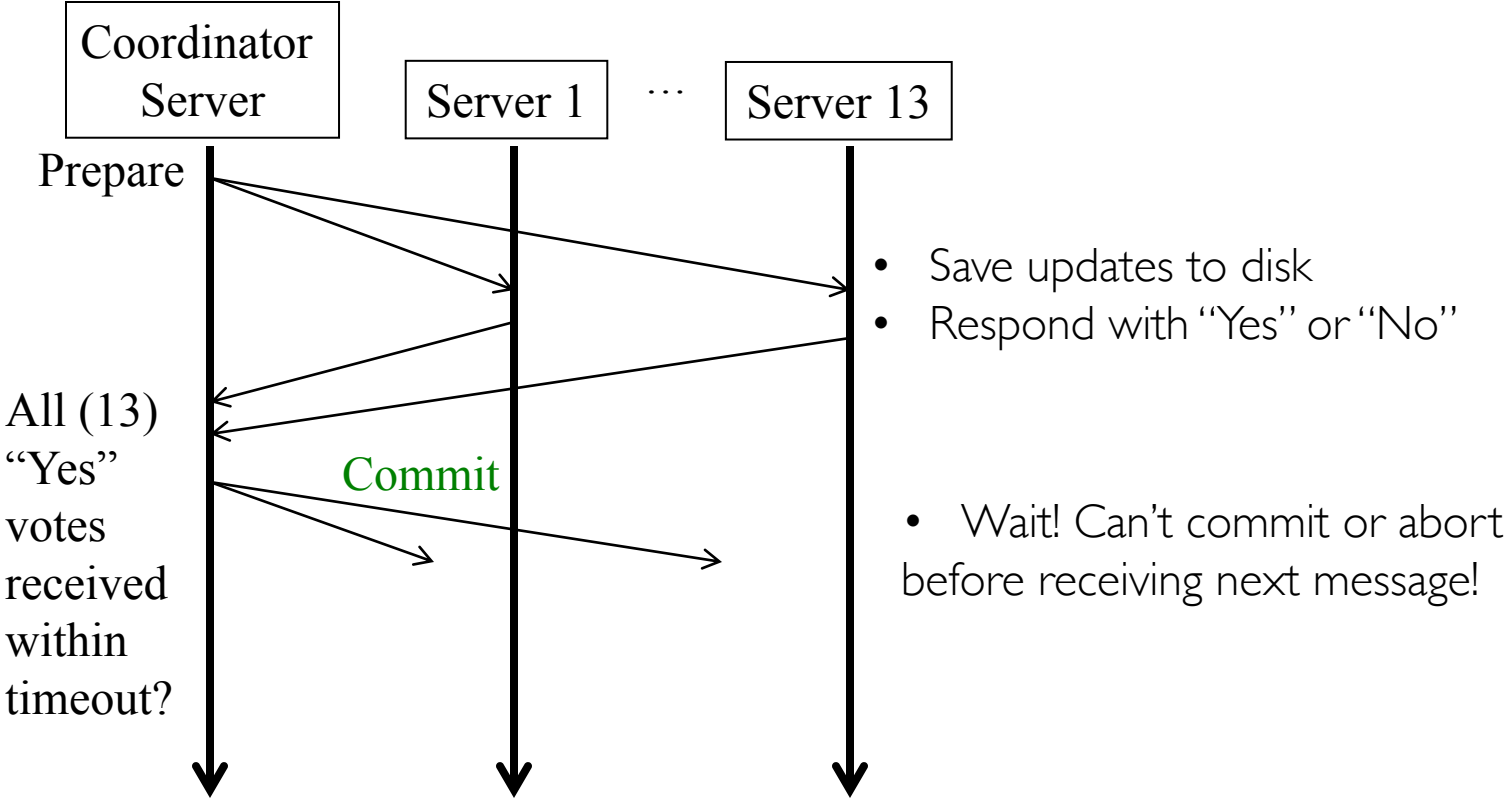 Coordinator
Server
Server 1
…
Server 13
Prepare
• Save updates to disk
• Respond with “Yes” or “No”
All (13)
“Yes”
votes
received
within
timeout?
Commit
• Wait! Can’t commit or abort
before receiving next message!